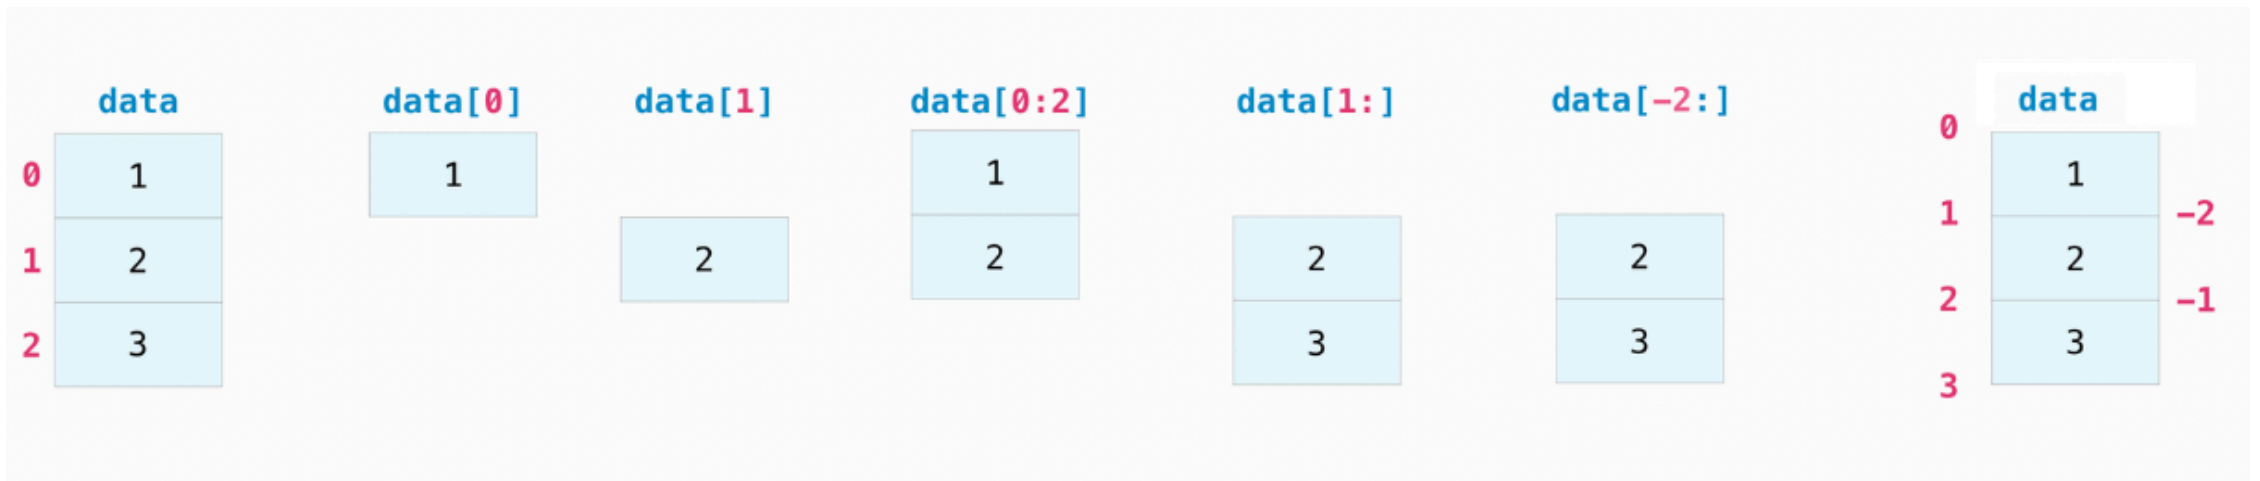 data data[0] data[1] data[0:2] data[1:] data[-2:] data
0
0 1 1 1 1
1 -2
1 2 2 2 2 2 2
2 -1
2 3 3 3 3
3